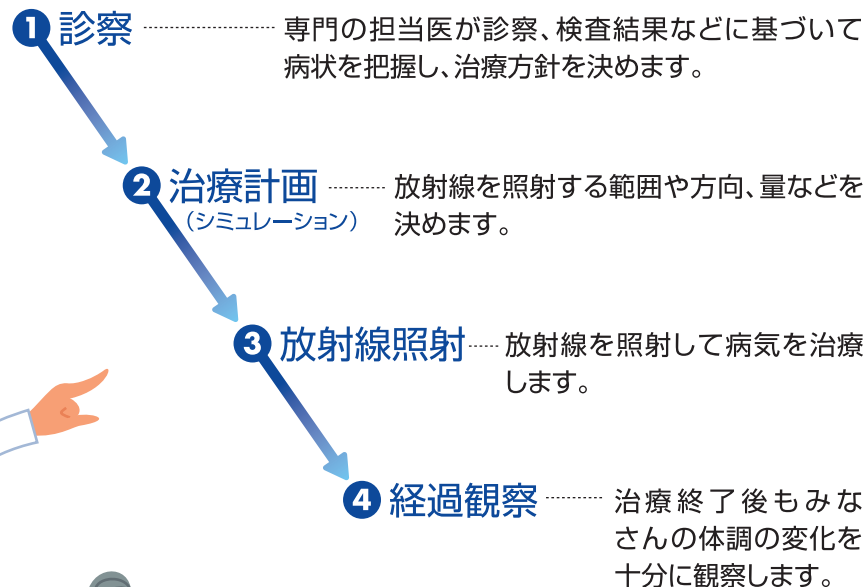 1 診察 専門の担当医が診察、検査結果などに基づいて
病状を把握し、治療方針を決めます。
2 治療計画 放射線を照射する範囲や方向、量などを
（シミュレーション） 決めます。
3 放射線照射 放射線を照射して病気を治療
します。
4 経過観察 治療終了後もみな
さんの体調の変化を
十分に観察します。